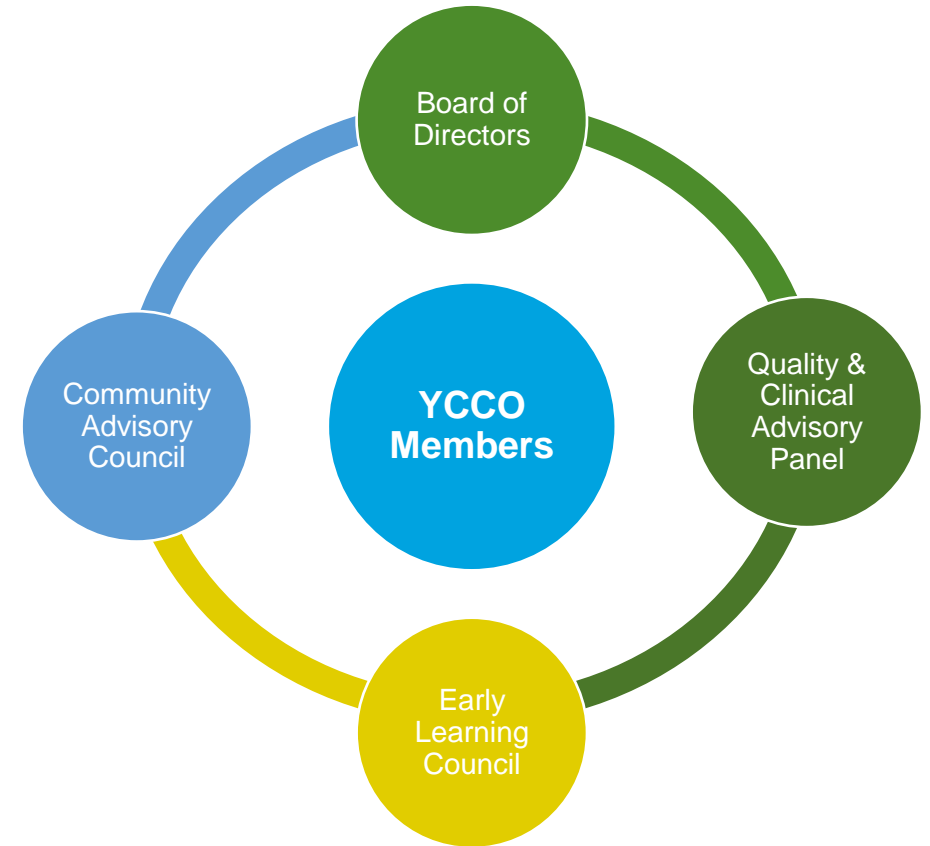 Board of
Directors
Quality &
Clinical
Advisory
Panel
Early
Learning
Council
Community
Advisory
Council
YCCO
Members